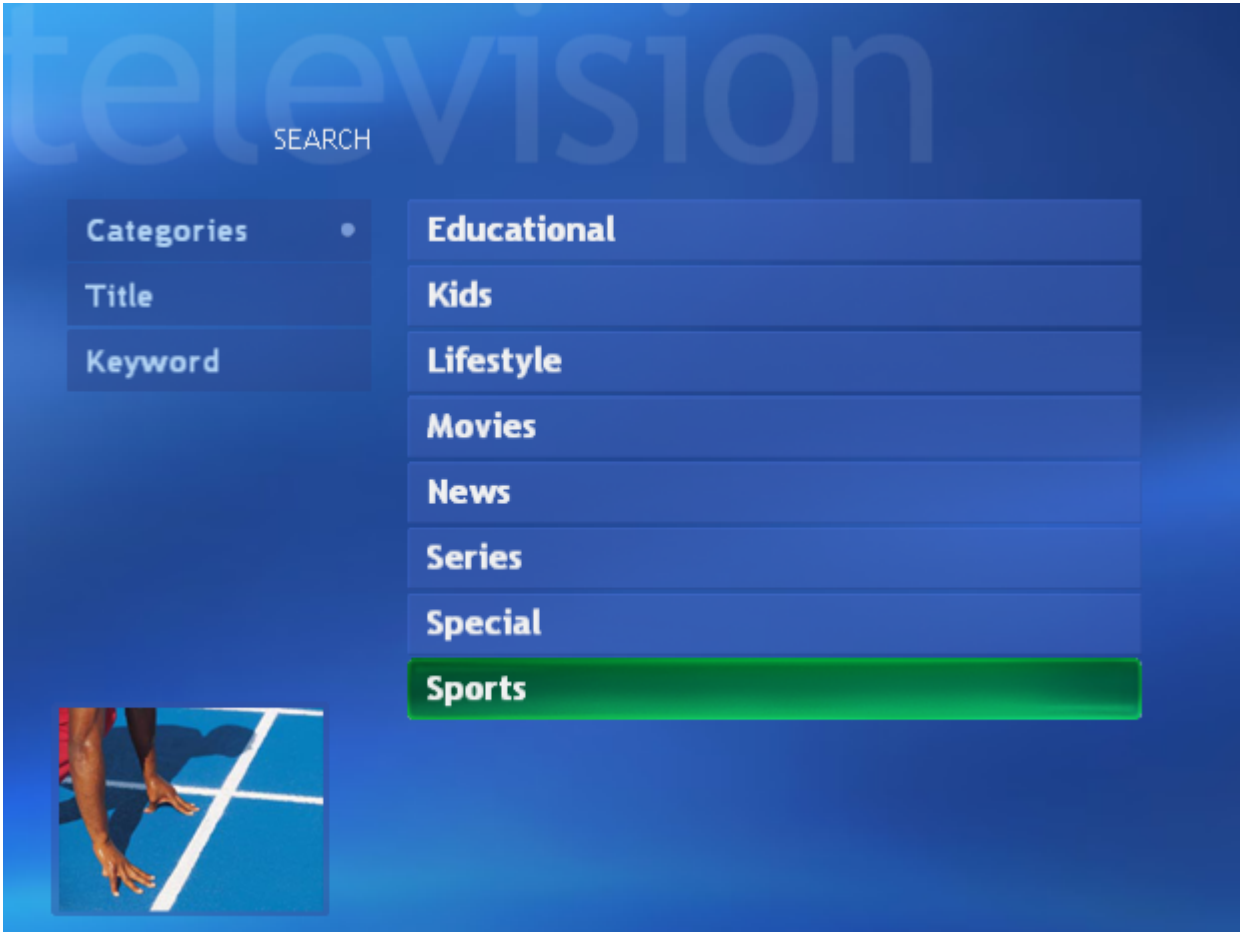 television
SEARCH
Categories
Title
Keyword
Educational
Kids
Lifestyle
Movies
News
Series
Special
Sports